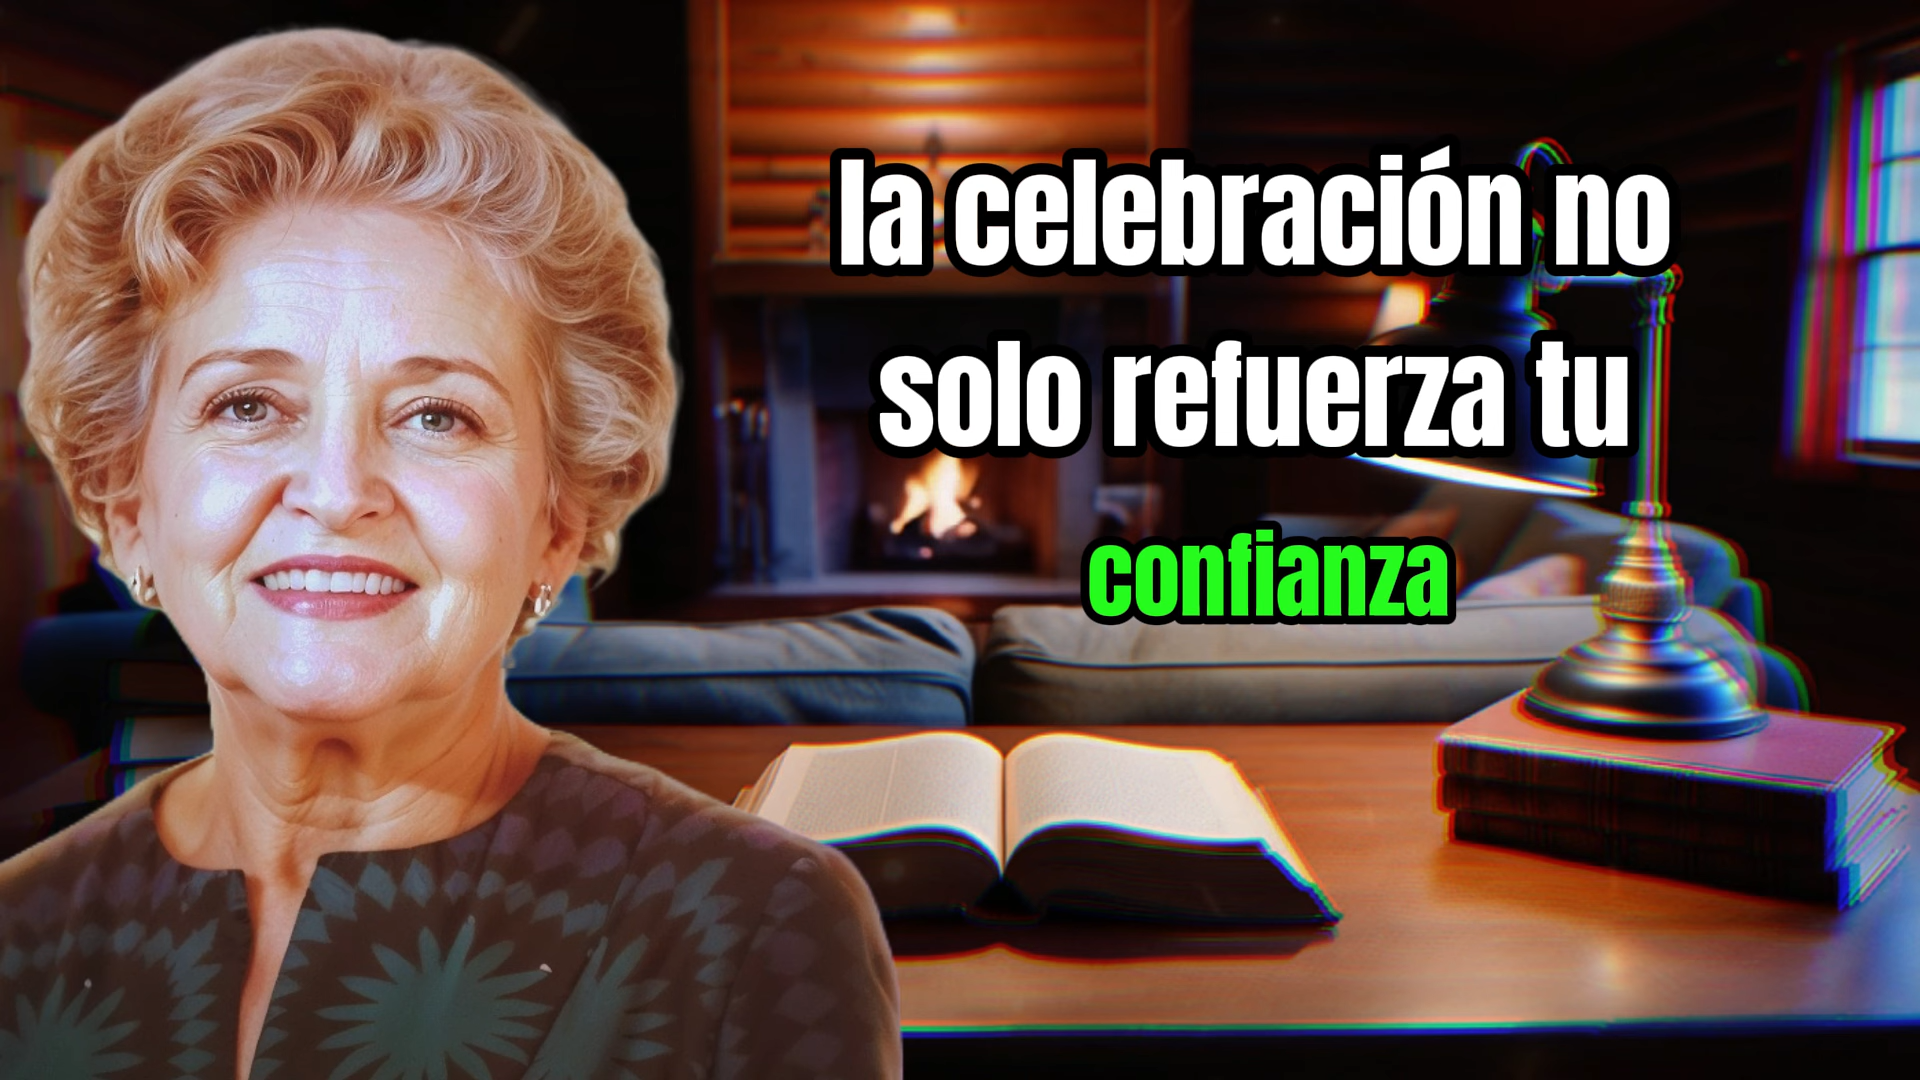 la celebración no
solo refuerza tu
confianza